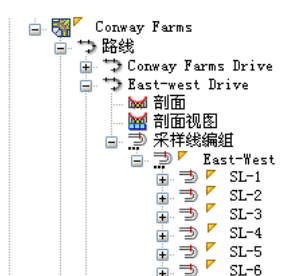 Conway Farms
路线
Conway Farms Drive
East-west Drive
剖面
剖面视图
采样线编组
East-West
SL-1
SL-2
SL-3
SL-4
SL-5
SL-6